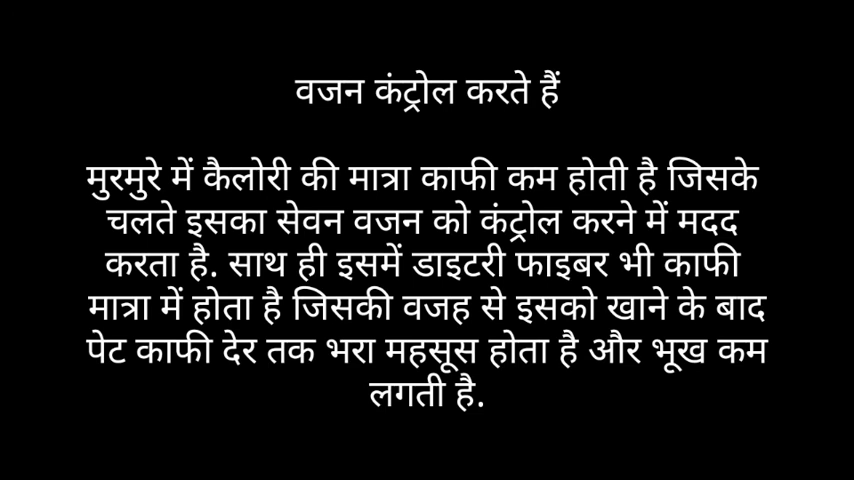 वजन कंट्रोल करते हैं
मुरमुरे में कैलोरी की मात्रा काफी कम होती है जिसके
चलते इसका सेवन वजन को कंट्रोल करने में मदद
करता है. साथ ही इसमें डाइटरी फाइबर भी काफी
मात्रा में होता है जिसकी वजह से इसको खाने के बाद
पेट काफी देर तक भरा महसूस होता है और भूख कम
लगती है.